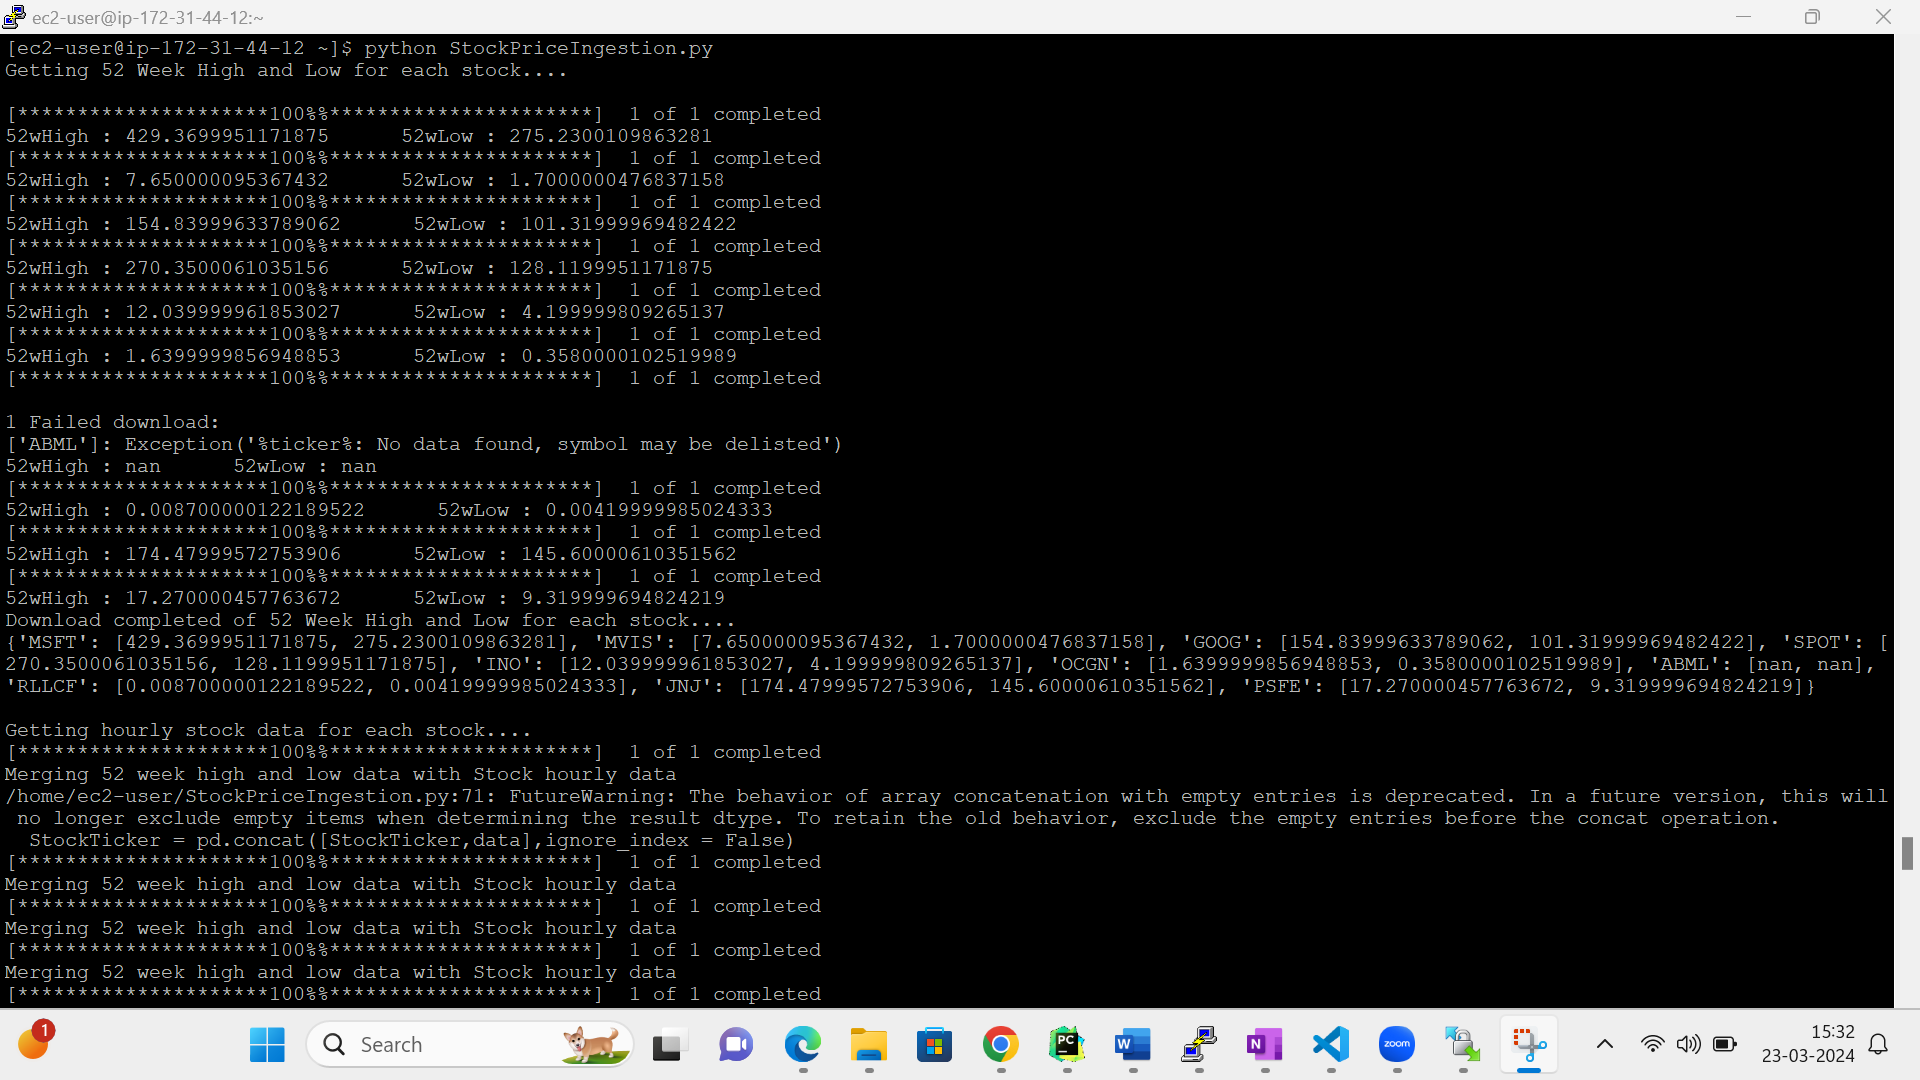 ec2-user@ip-172-31-44-12:~
[ec2-user@ip-172-31-44-12 ~]$ python StockPriceIngestion.py
Getting 52 Week High and Low for each stock....
[*********************100%%**********************]  1 of 1 completed
52wHigh : 429.3699951171875      52wLow : 275.2300109863281
[*********************100%%**********************]  1 of 1 completed
52wHigh : 7.650000095367432      52wLow : 1.7000000476837158
[*********************100%%**********************]  1 of 1 completed
52wHigh : 154.83999633789062      52wLow : 101.31999969482422
[*********************100%%**********************]  1 of 1 completed
52wHigh : 270.3500061035156      52wLow : 128.1199951171875
[*********************100%%**********************]  1 of 1 completed
52wHigh : 12.039999961853027      52wLow : 4.199999809265137
[*********************100%%**********************]  1 of 1 completed
52wHigh : 1.6399999856948853      52wLow : 0.3580000102519989
[*********************100%%**********************]  1 of 1 completed
1 Failed download:
['ABML']: Exception('%ticker%: No data found, symbol may be delisted')
52wHigh : nan      52wLow : nan
[*********************100%%**********************]  1 of 1 completed
52wHigh : 0.008700000122189522      52wLow : 0.00419999985024333
[*********************100%%**********************]  1 of 1 completed
52wHigh : 174.47999572753906      52wLow : 145.60000610351562
[*********************100%%**********************]  1 of 1 completed
52wHigh : 17.270000457763672      52wLow : 9.319999694824219
Download completed of 52 Week High and Low for each stock....
{'MSFT': [429.3699951171875, 275.2300109863281], 'MVIS': [7.650000095367432, 1.7000000476837158], 'GOOG': [154.83999633789062, 101.31999969482422], 'SPOT': [
270.3500061035156, 128.1199951171875], 'INO': [12.039999961853027, 4.199999809265137], 'OCGN': [1.6399999856948853, 0.3580000102519989], 'ABML': [nan, nan],
'RLLCF': [0.008700000122189522, 0.00419999985024333], 'JNJ': [174.47999572753906, 145.60000610351562], 'PSFE': [17.270000457763672, 9.319999694824219]}
Getting hourly stock data for each stock....
[*********************100%%**********************]  1 of 1 completed
Merging 52 week high and low data with Stock hourly data
/home/ec2-user/StockPriceIngestion.py:71: FutureWarning: The behavior of array concatenation with empty entries is deprecated. In a future version, this will
no longer exclude empty items when determining the result dtype. To retain the old behavior, exclude the empty entries before the concat operation.
StockTicker = pd.concat([StockTicker,data],ignore_index = False)
[*********************100%%**********************]  1 of 1 completed
Merging 52 week high and low data with Stock hourly data
[*********************100%%**********************]  1 of 1 completed
Merging 52 week high and low data with Stock hourly data
[*********************100%%**********************]  1 of 1 completed
Merging 52 week high and low data with Stock hourly data
[*********************100%%**********************]  1 of 1 completed
1
Search
PC
W
N
zoom
15:32
23-03-2024